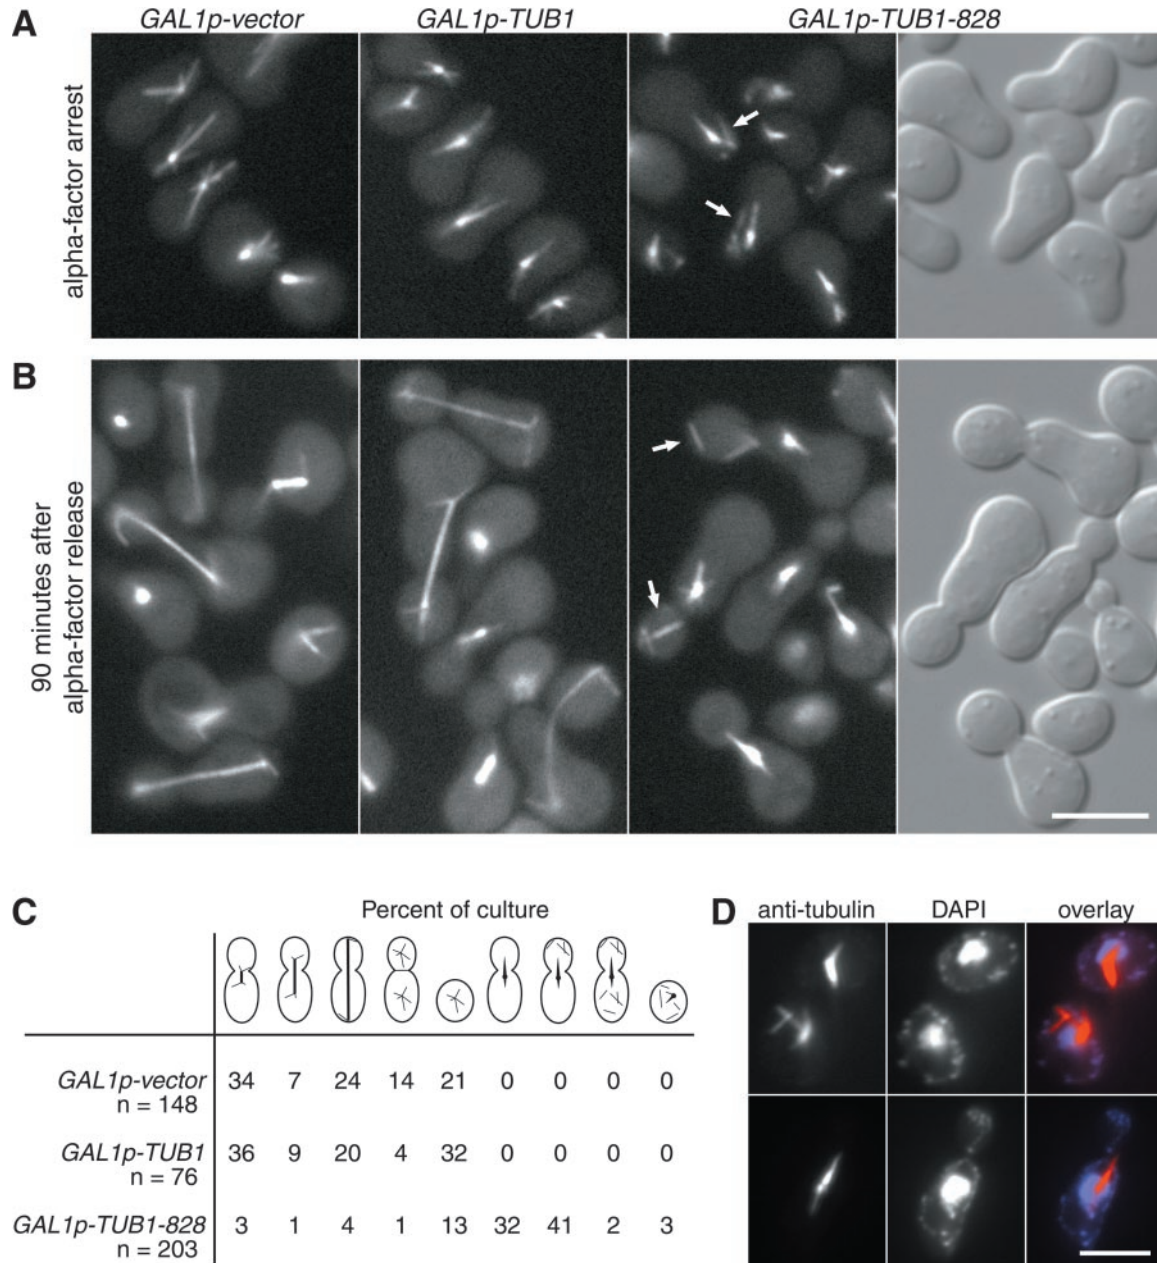 A
GAL1p-vector GAL1p-TUB1 GAL1p-TUB1-828
alpha-factor arrest
B
90 minutes after
alpha-factor release
C
Percent of culture
GAL1p-vector 34 7 24 14 21 0 0 0 0
n = 148
GAL1p-TUB1 36 9 20 4 32 0 0 0 0
n = 76
GAL1p-TUB1-828 3 1 4 1 13 32 41 2 3
n = 203
D
anti-tubulin DAPI overlay